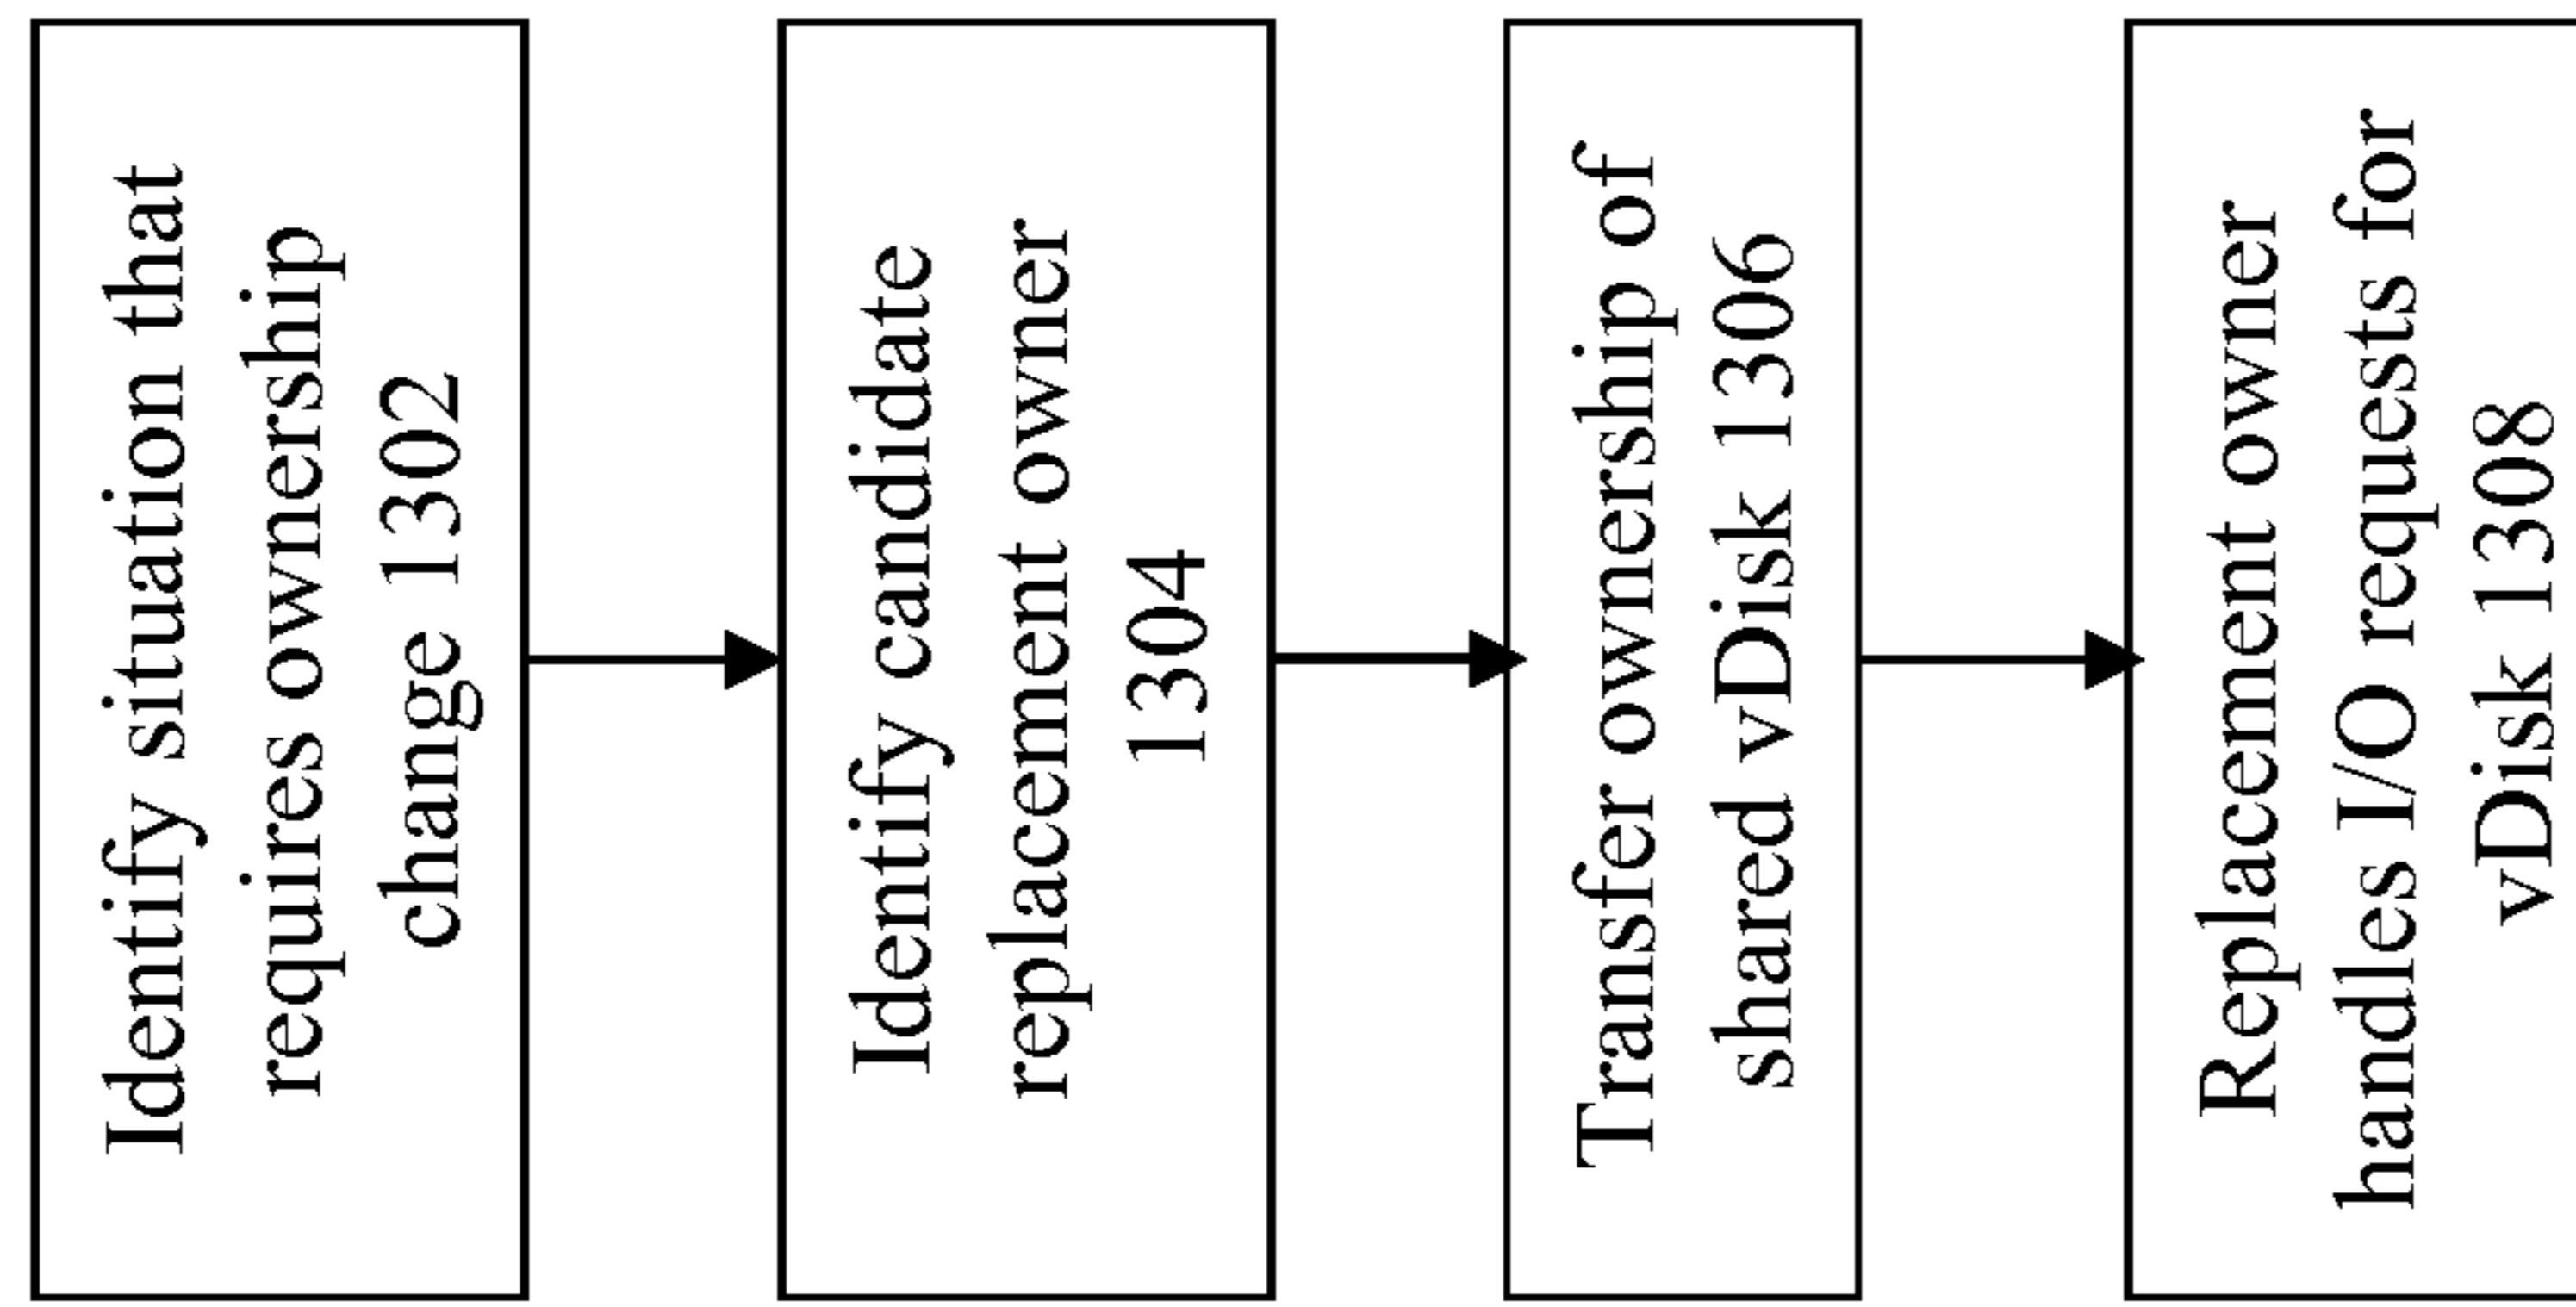 Identify situation that
requires ownership
change 1302
Identify candidate
replacement owner
1304
Transfer ownership of
shared vDisk 1306
Replacement owner
handles I/O requests for
vDisk 1308